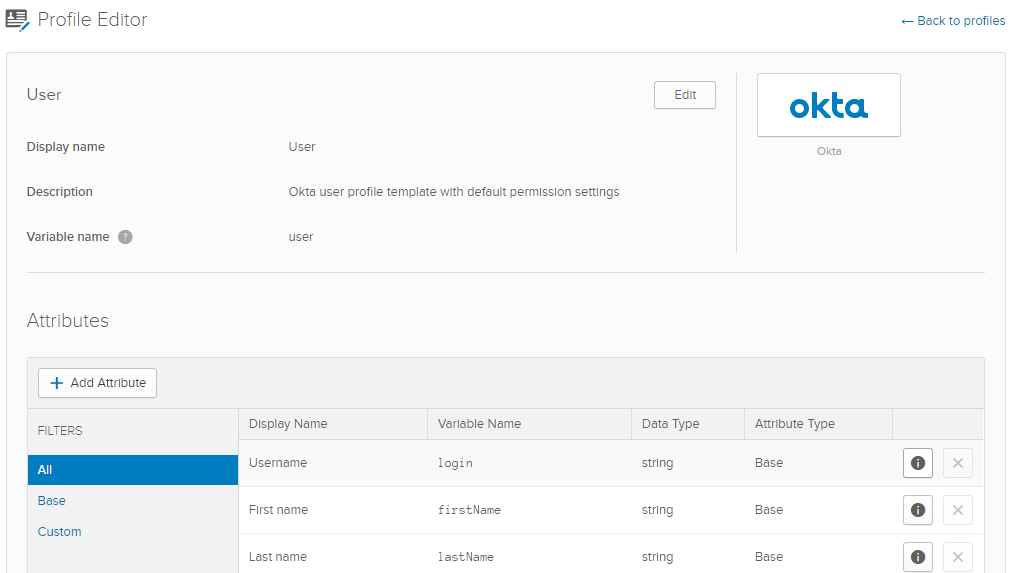 Profile Editor
← Back to profiles
User
Edit
okta
Okta
Display name User
Description Okta user profile template with default permission settings
Variable name ? user
Attributes
+ Add Attribute
FILTERS
All
Base
Custom
Display Name Variable Name Data Type Attribute Type
Username login string Base
First name firstName string Base
Last name lastName string Base